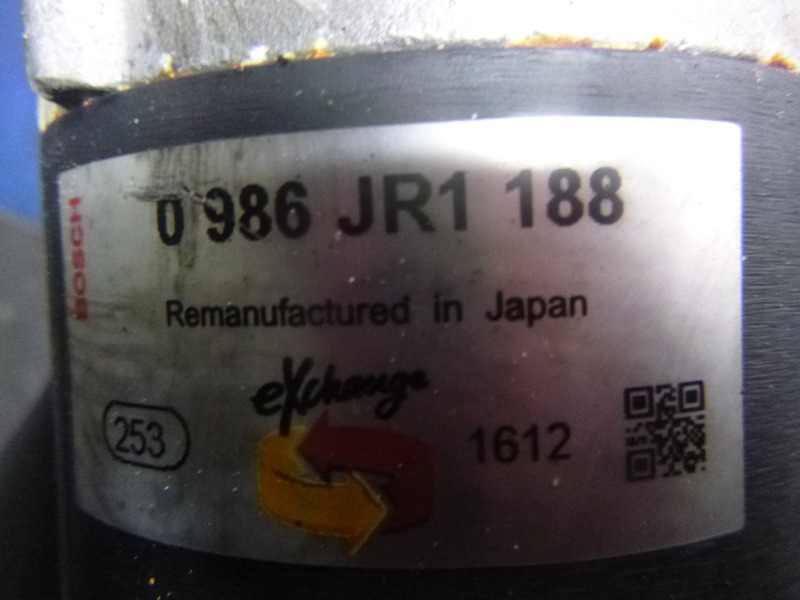 BOSCH
0 986 JR1 188
Remanufactured in Japan
eXchange
253
1612